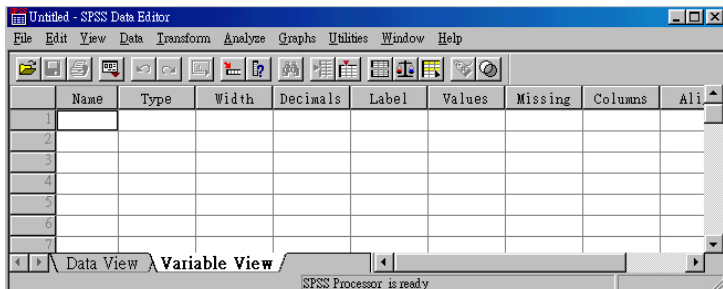 Untitled - SPSS Data Editor
File Edit View Data Transform Analyze Graphs Utilities Window Help
Name Type Width Decimals Label Values Missing Columns Ali
1
2
3
4
5
6
7
Data View Variable View
SPSS Processor is ready